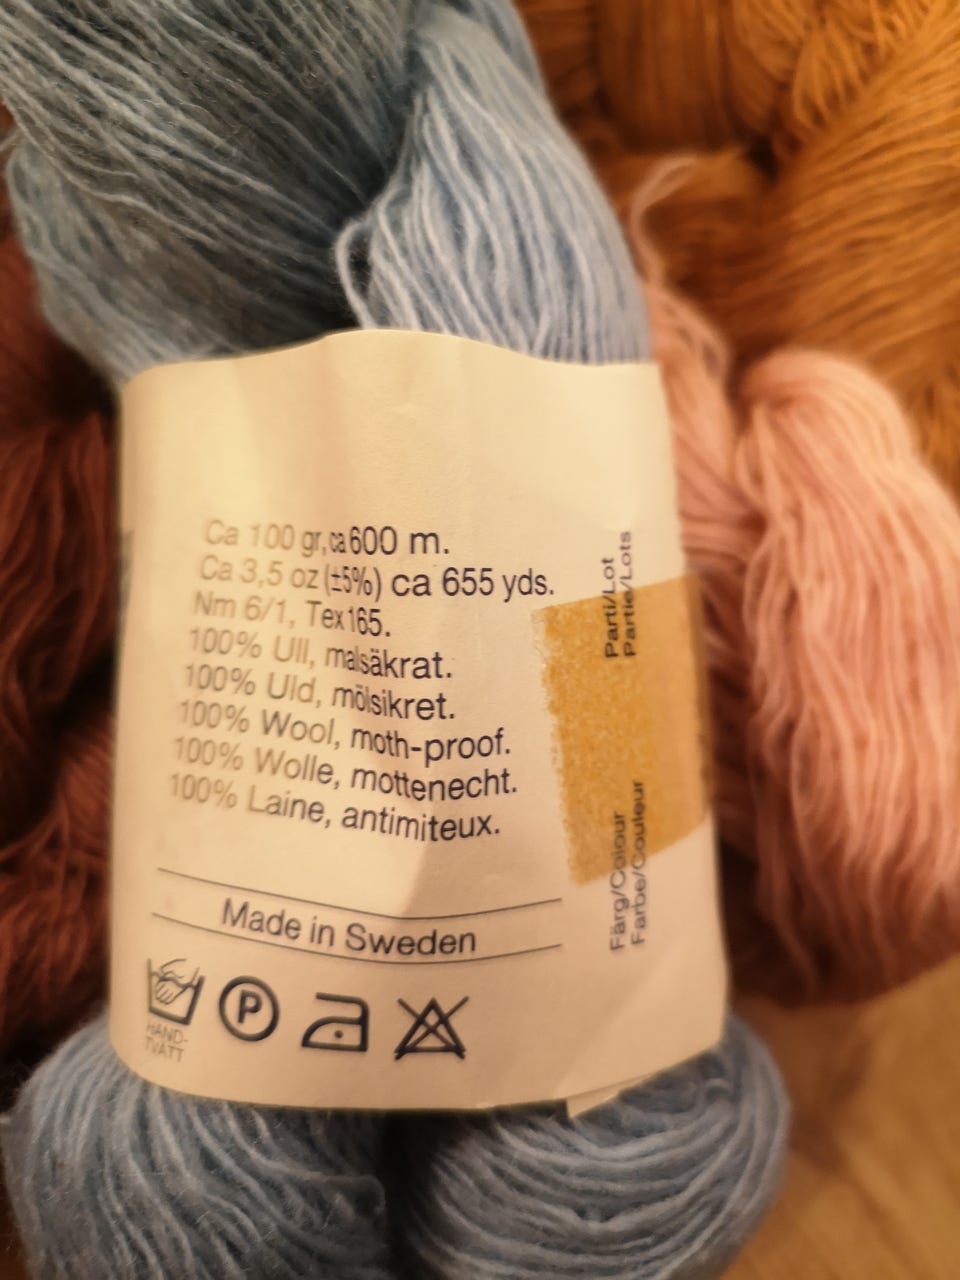 Ca 100 gr, ca 600 m.
Ca 3,5 oz (±5%) ca 655 yds.
Nm 6/1, Tex 165.
100% Ull, malsäkrat.
100% Uld, mölsikret.
100% Wool, moth-proof.
100% Wolle, mottenecht.
100% Laine, antimiteux.
Made in Sweden
P
HAND-
TVÄTT
Parti/Lot
Partie/Lots
Färg/Colour
Farbe/Couleur